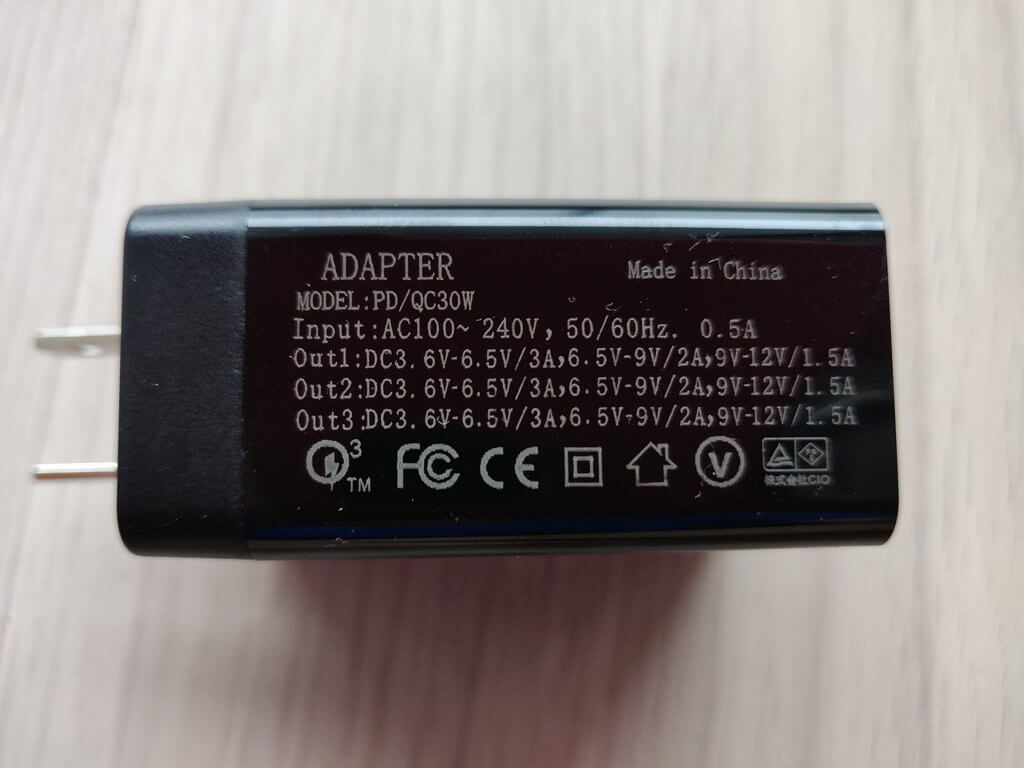 ADAPTER
Made in China
MODEL:PD/QC30W
Input:AC100~ 240V, 50/60Hz. 0.5A
Out1:DC3.6V-6.5V/3A,6.5V-9V/2A,9V-12V/1.5A
Out2:DC3.6V-6.5V/3A,6.5V-9V/2A,9V-12V/1.5A
Out3:DC3.6V-6.5V/3A,6.5V-9V/2A,9V-12V/1.5A
3 TM FC CE V PS E
株式会社CIO